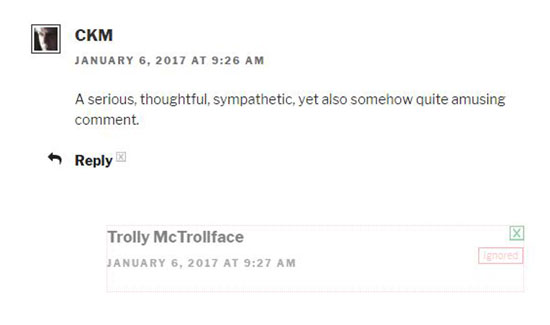 CKM
JANUARY 6, 2017 AT 9:26 AM
A serious, thoughtful, sympathetic, yet also somehow quite amusing
comment.
Reply x
Trolly McTrollface
X
JANUARY 6, 2017 AT 9:27 AM
Ignored